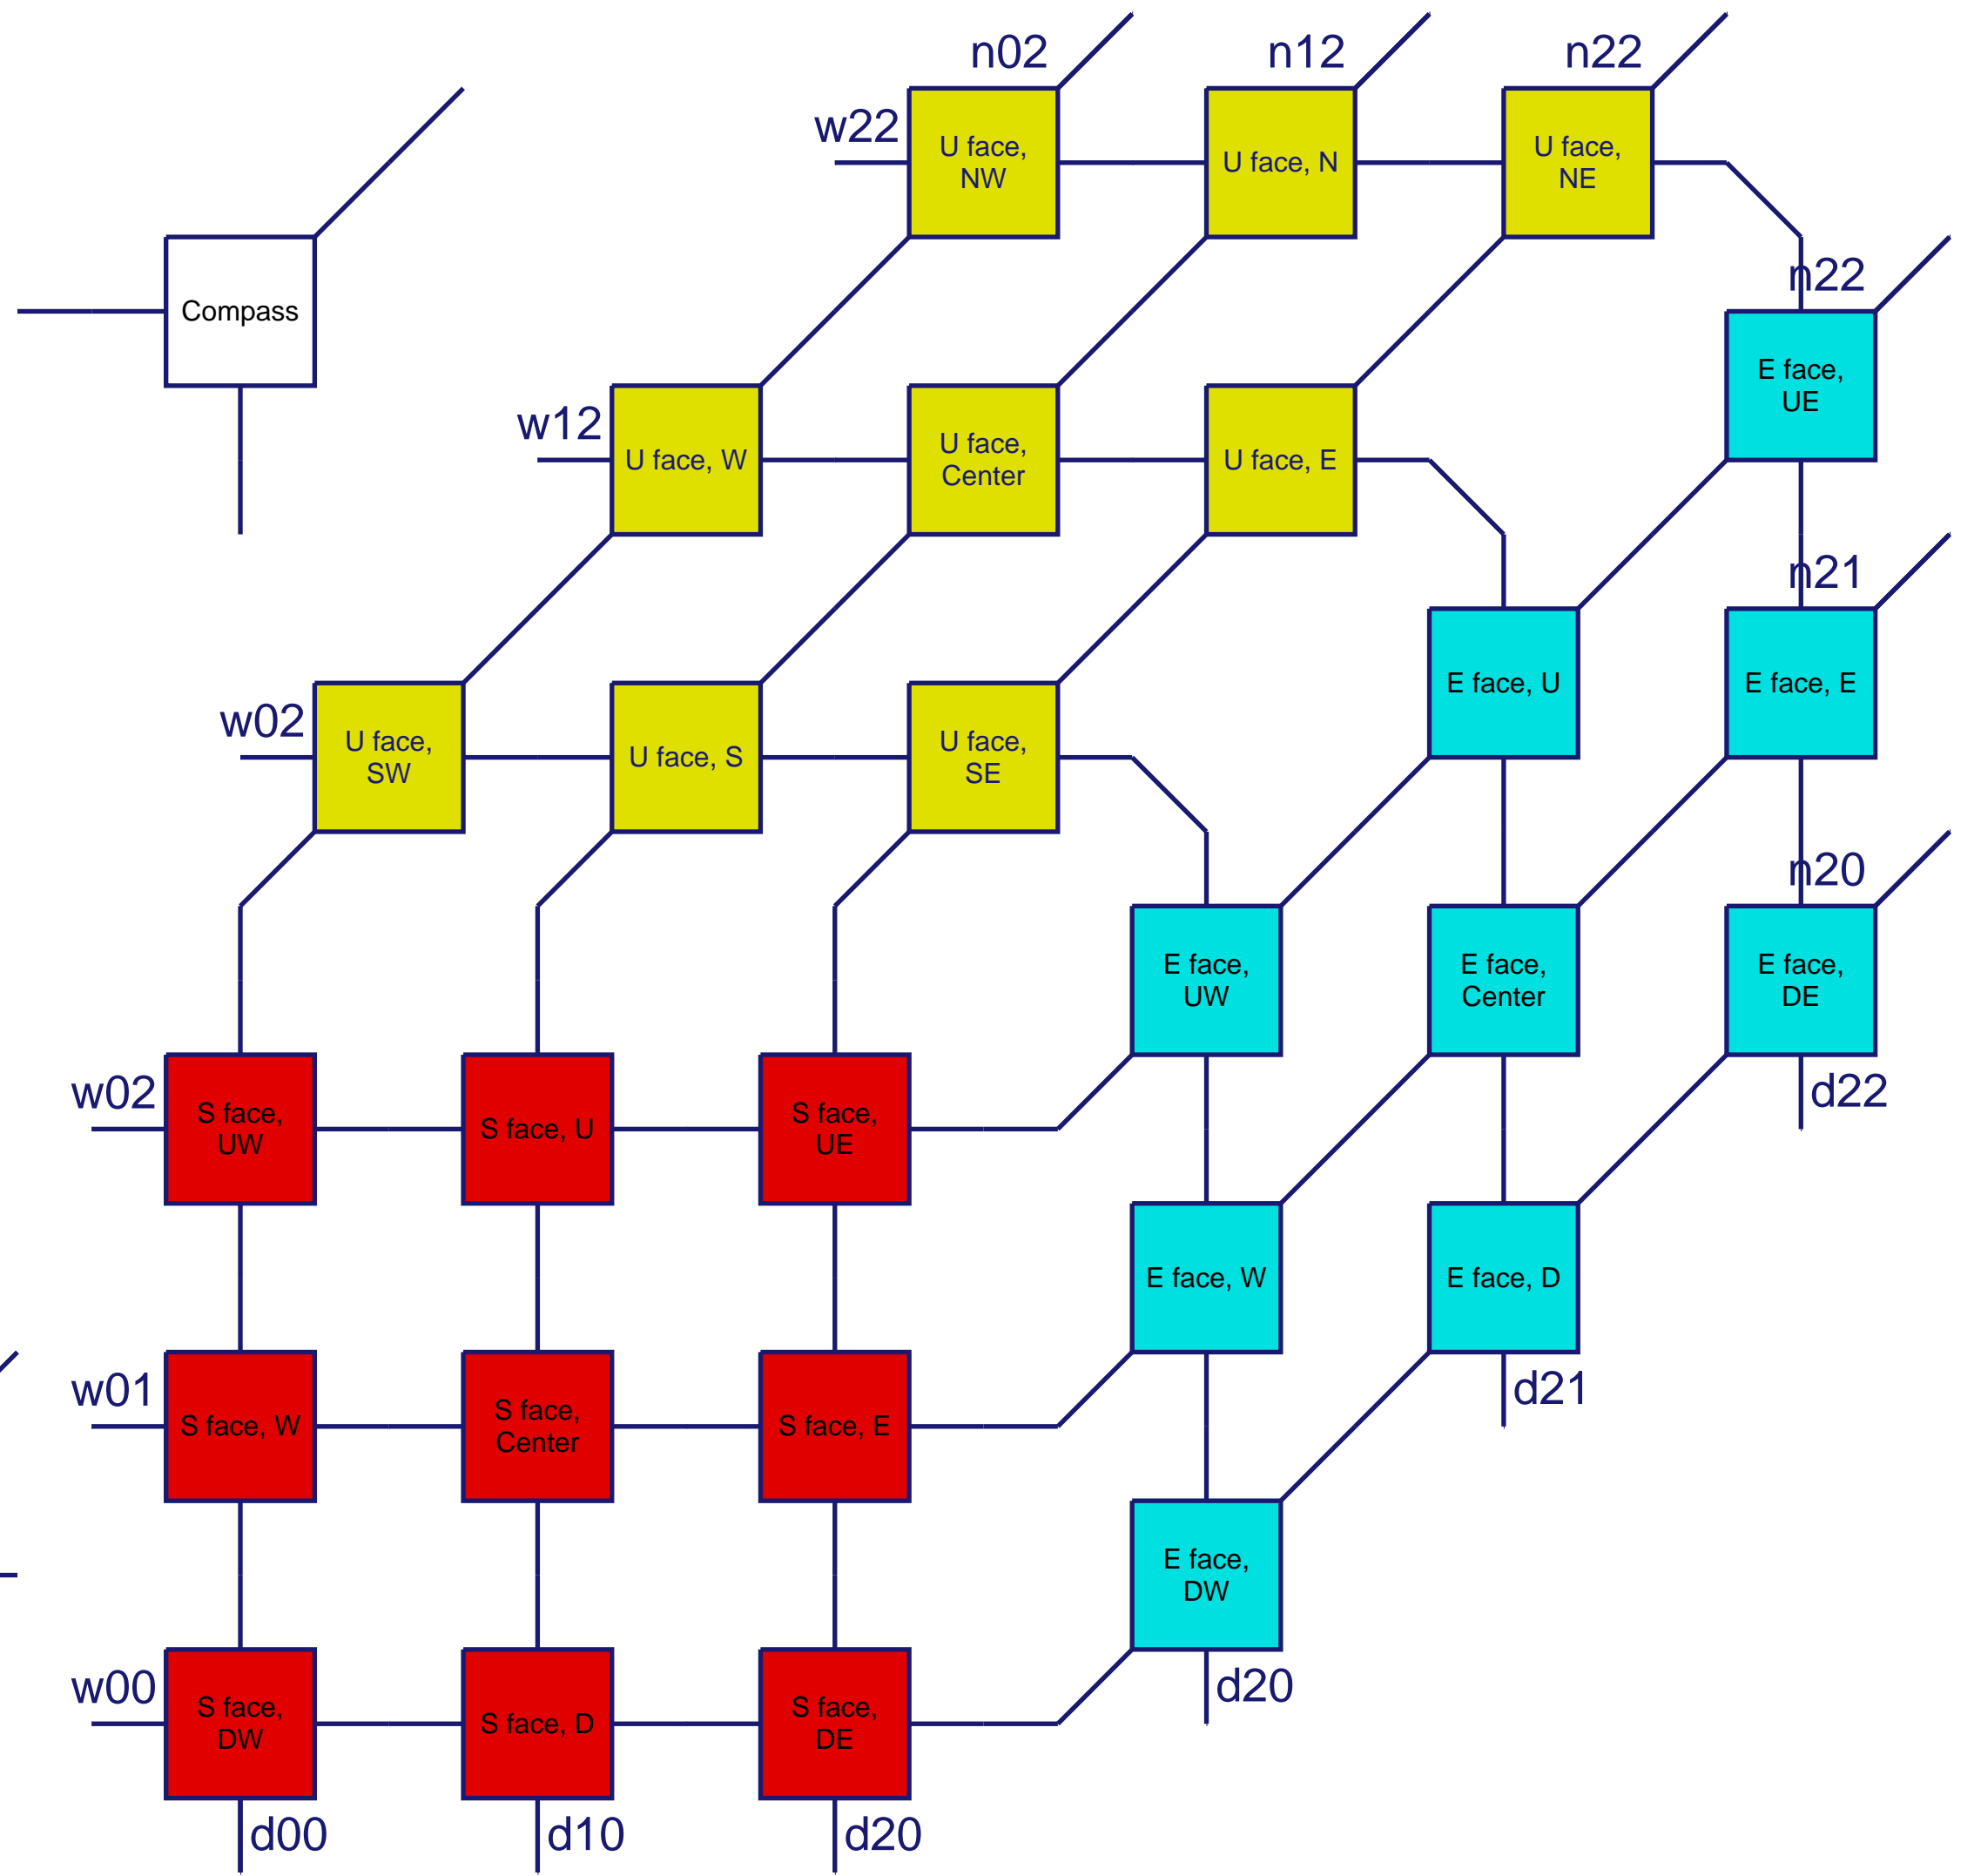 n02
n12
n22
w22
U face,
NW
U face, N
U face,
NE
Compass
n22
E face,
UE
w12
U face, W
U face,
Center
U face, E
n21
E face, U
E face, E
w02
U face,
SW
U face, S
U face,
SE
n20
E face,
UW
E face,
Center
E face,
DE
w02
S face,
UW
S face, U
S face,
UE
d22
E face, W
E face, D
w01
S face, W
S face,
Center
S face, E
d21
E face,
DW
w00
S face,
DW
S face, D
S face,
DE
d20
d00
d10
d20